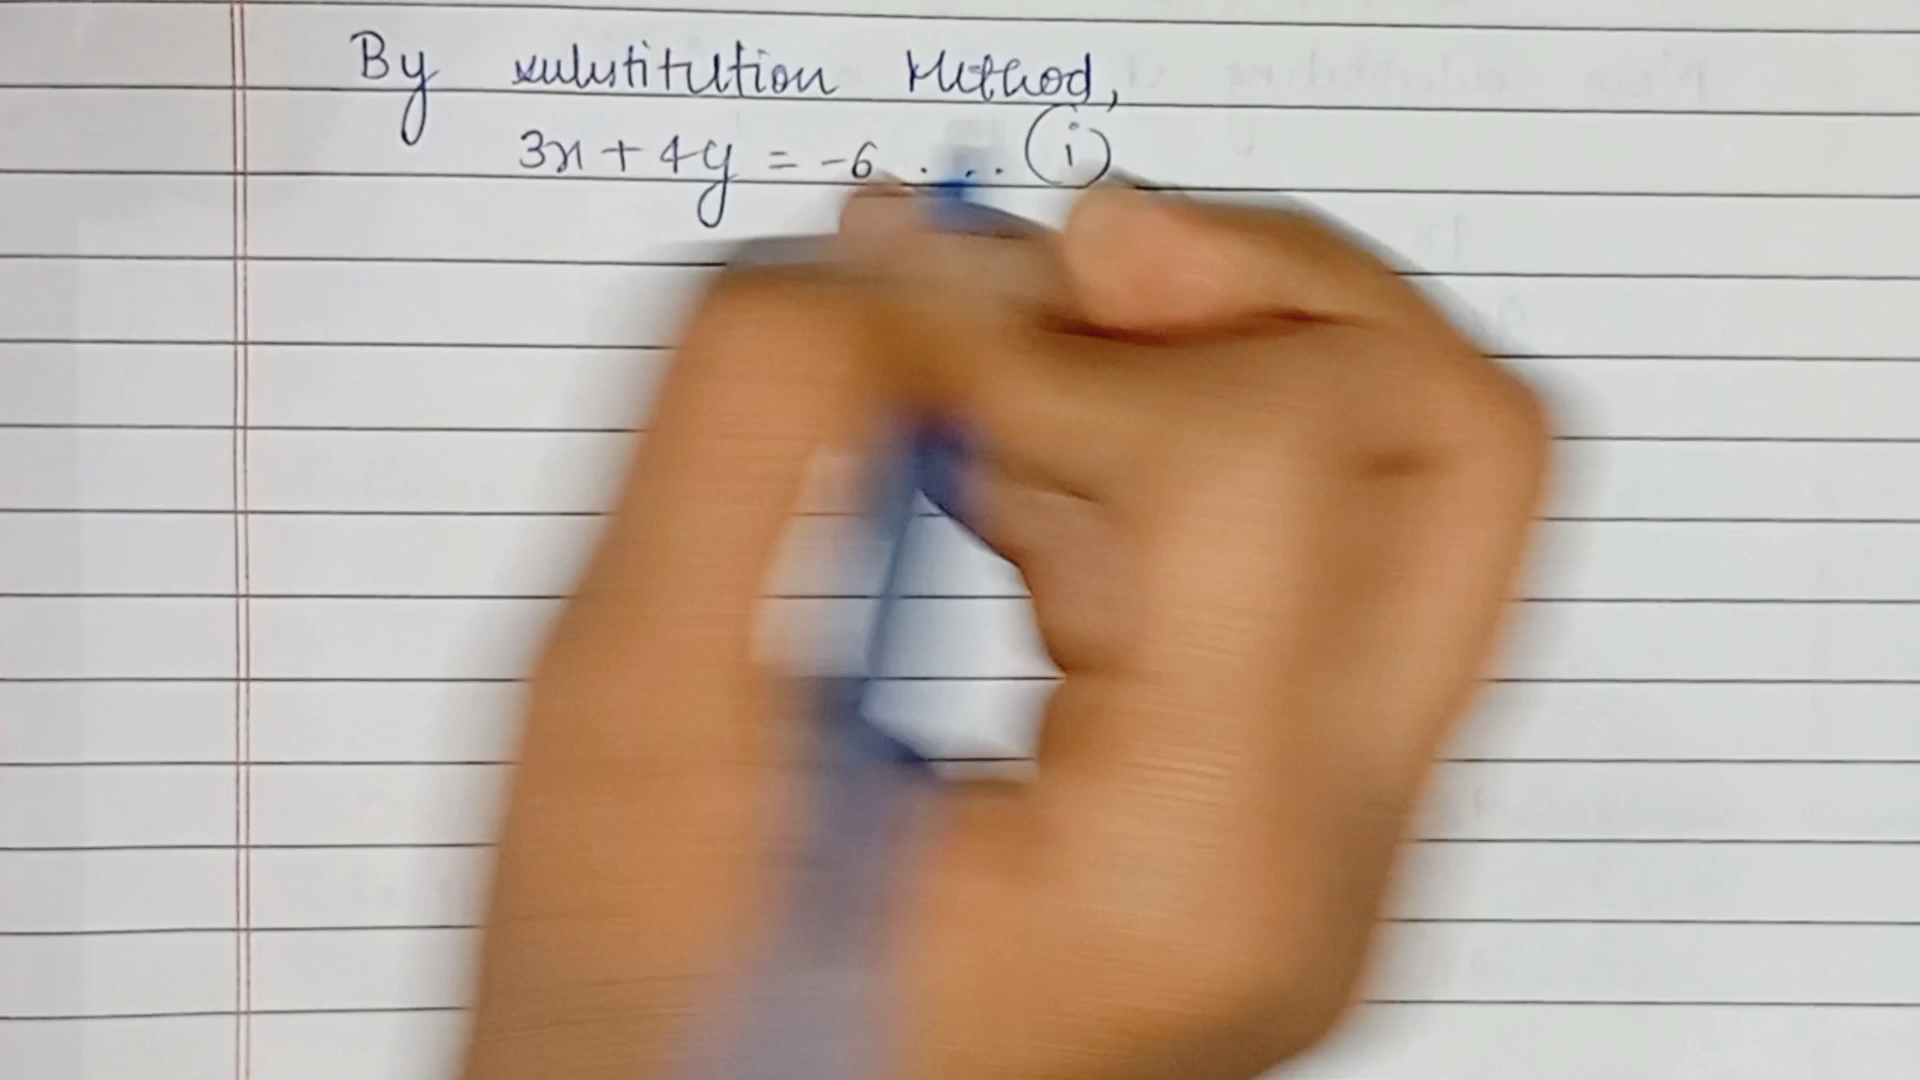 By substitution Method,
3x + 4y = -6 . . . (i)